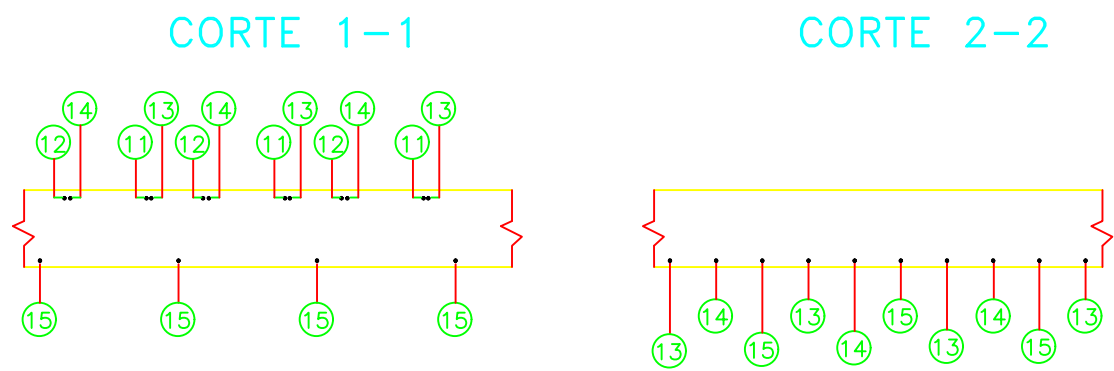 CORTE 1-1
14 13 14 13 14 13
12 11 12 11 12 11
15 15 15 15
CORTE 2-2
14 13 15 14 13
13 15 14 13 15